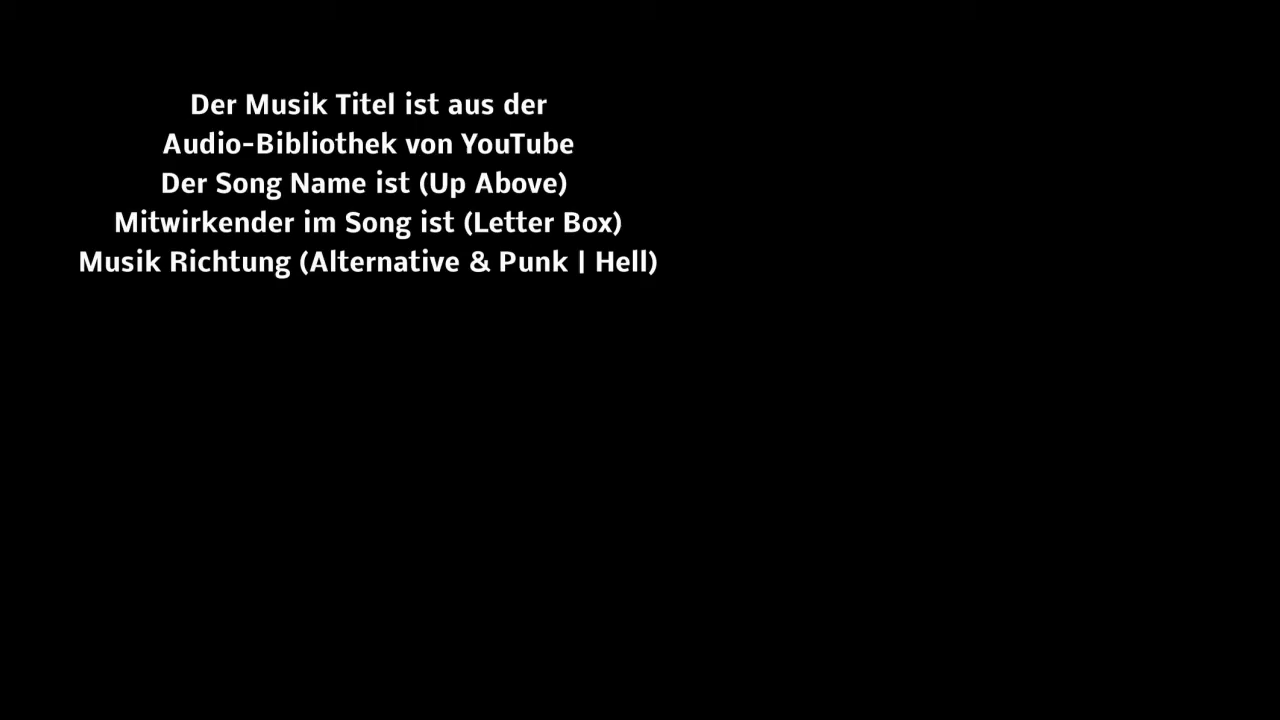 Der Musik Titel ist aus der
Audio-Bibliothek von YouTube
Der Song Name ist (Up Above)
Mitwirkender im Song ist (Letter Box)
Musik Richtung (Alternative & Punk | Hell)